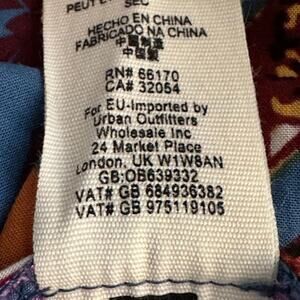 SEC
HECHO EN CHINA
FABRICADO NA CHINA
中国制造
中國製
RN# 66170
CA# 32054
For EU-Imported by
Urban Outfitters
Wholesale Inc
24 Market Place
London, UK W1W8AN
GB:OB639332
VAT# GB 684936382
VAT# GB 975119105